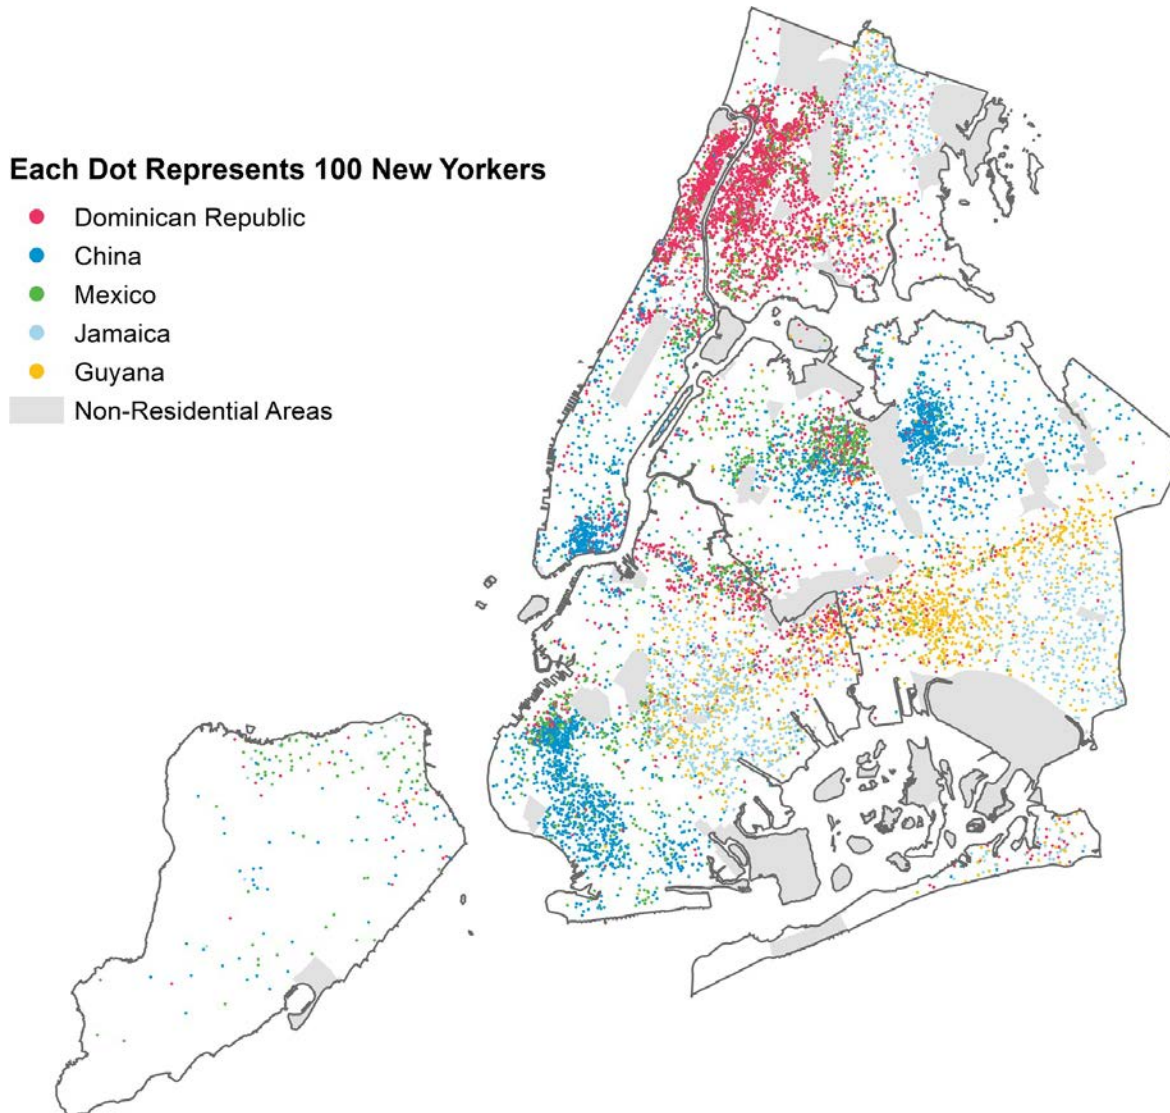 Each Dot Represents 100 New Yorkers
Dominican Republic
China
Mexico
Jamaica
Guyana
Non-Residential Areas